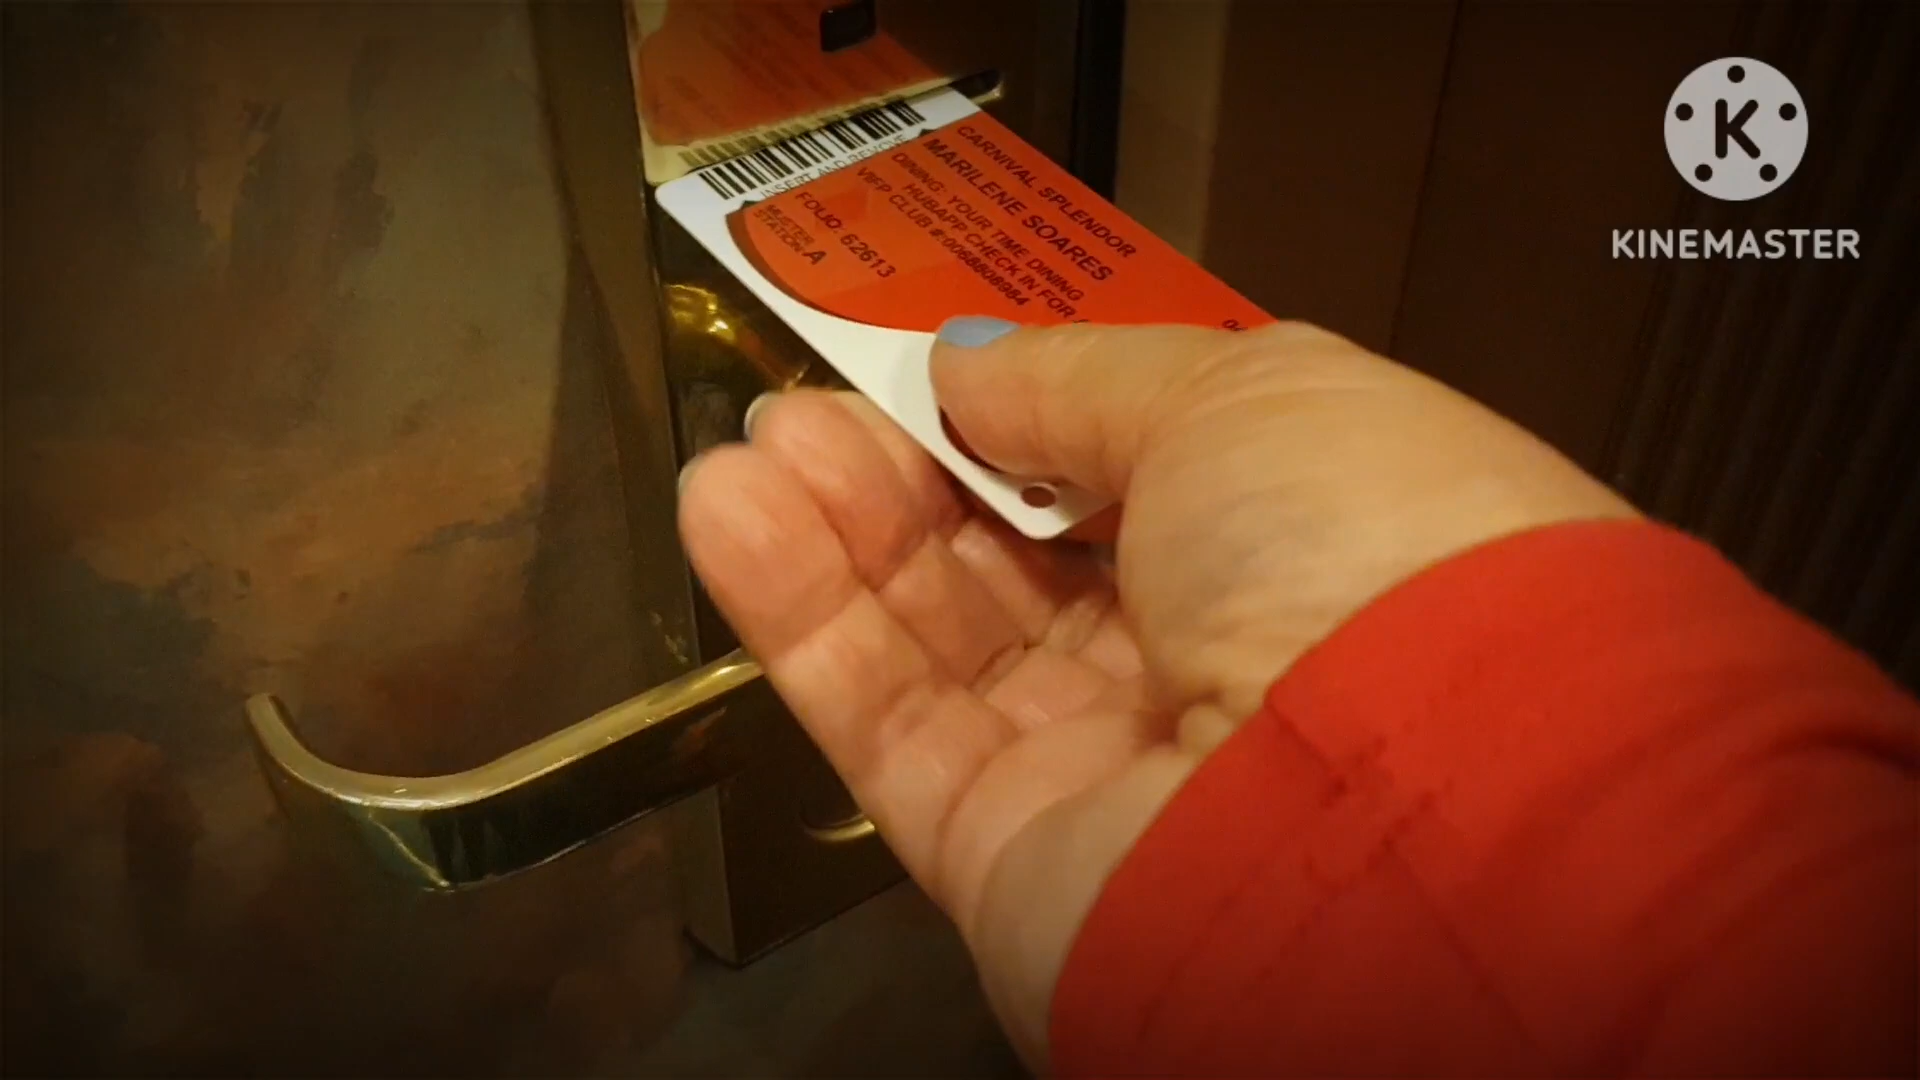 CARNIVAL SPLENDOR
MARILENE SOARES
DINING: YOUR TIME DINING
HUBAPP CHECK IN FOR
VIFP CLUB #:0068606984
FOLIO: 62613
MUSTER
STATION: A
INSERT AND REMOVE
K
KINEMASTER